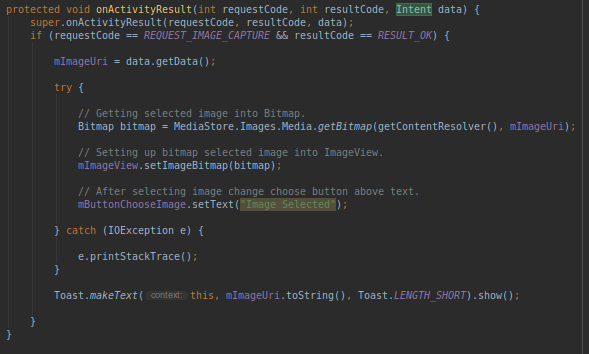 protected void onActivityResult(int requestCode, int resultCode, Intent data) {
super.onActivityResult(requestCode, resultCode, data);
if (requestCode == REQUEST_IMAGE_CAPTURE && resultCode == RESULT_OK) {
mImageUri = data.getData();
try {
// Getting selected image into Bitmap.
Bitmap bitmap = MediaStore.Images.Media.getBitmap(getContentResolver(), mImageUri);
// Setting up bitmap selected image into ImageView.
mImageView.setImageBitmap(bitmap);
// After selecting image change choose button above text.
mButtonChooseImage.setText("Image Selected");
} catch (IOException e) {
e.printStackTrace();
}
Toast.makeText( context: this, mImageUri.toString(), Toast.LENGTH_SHORT).show();
}
}